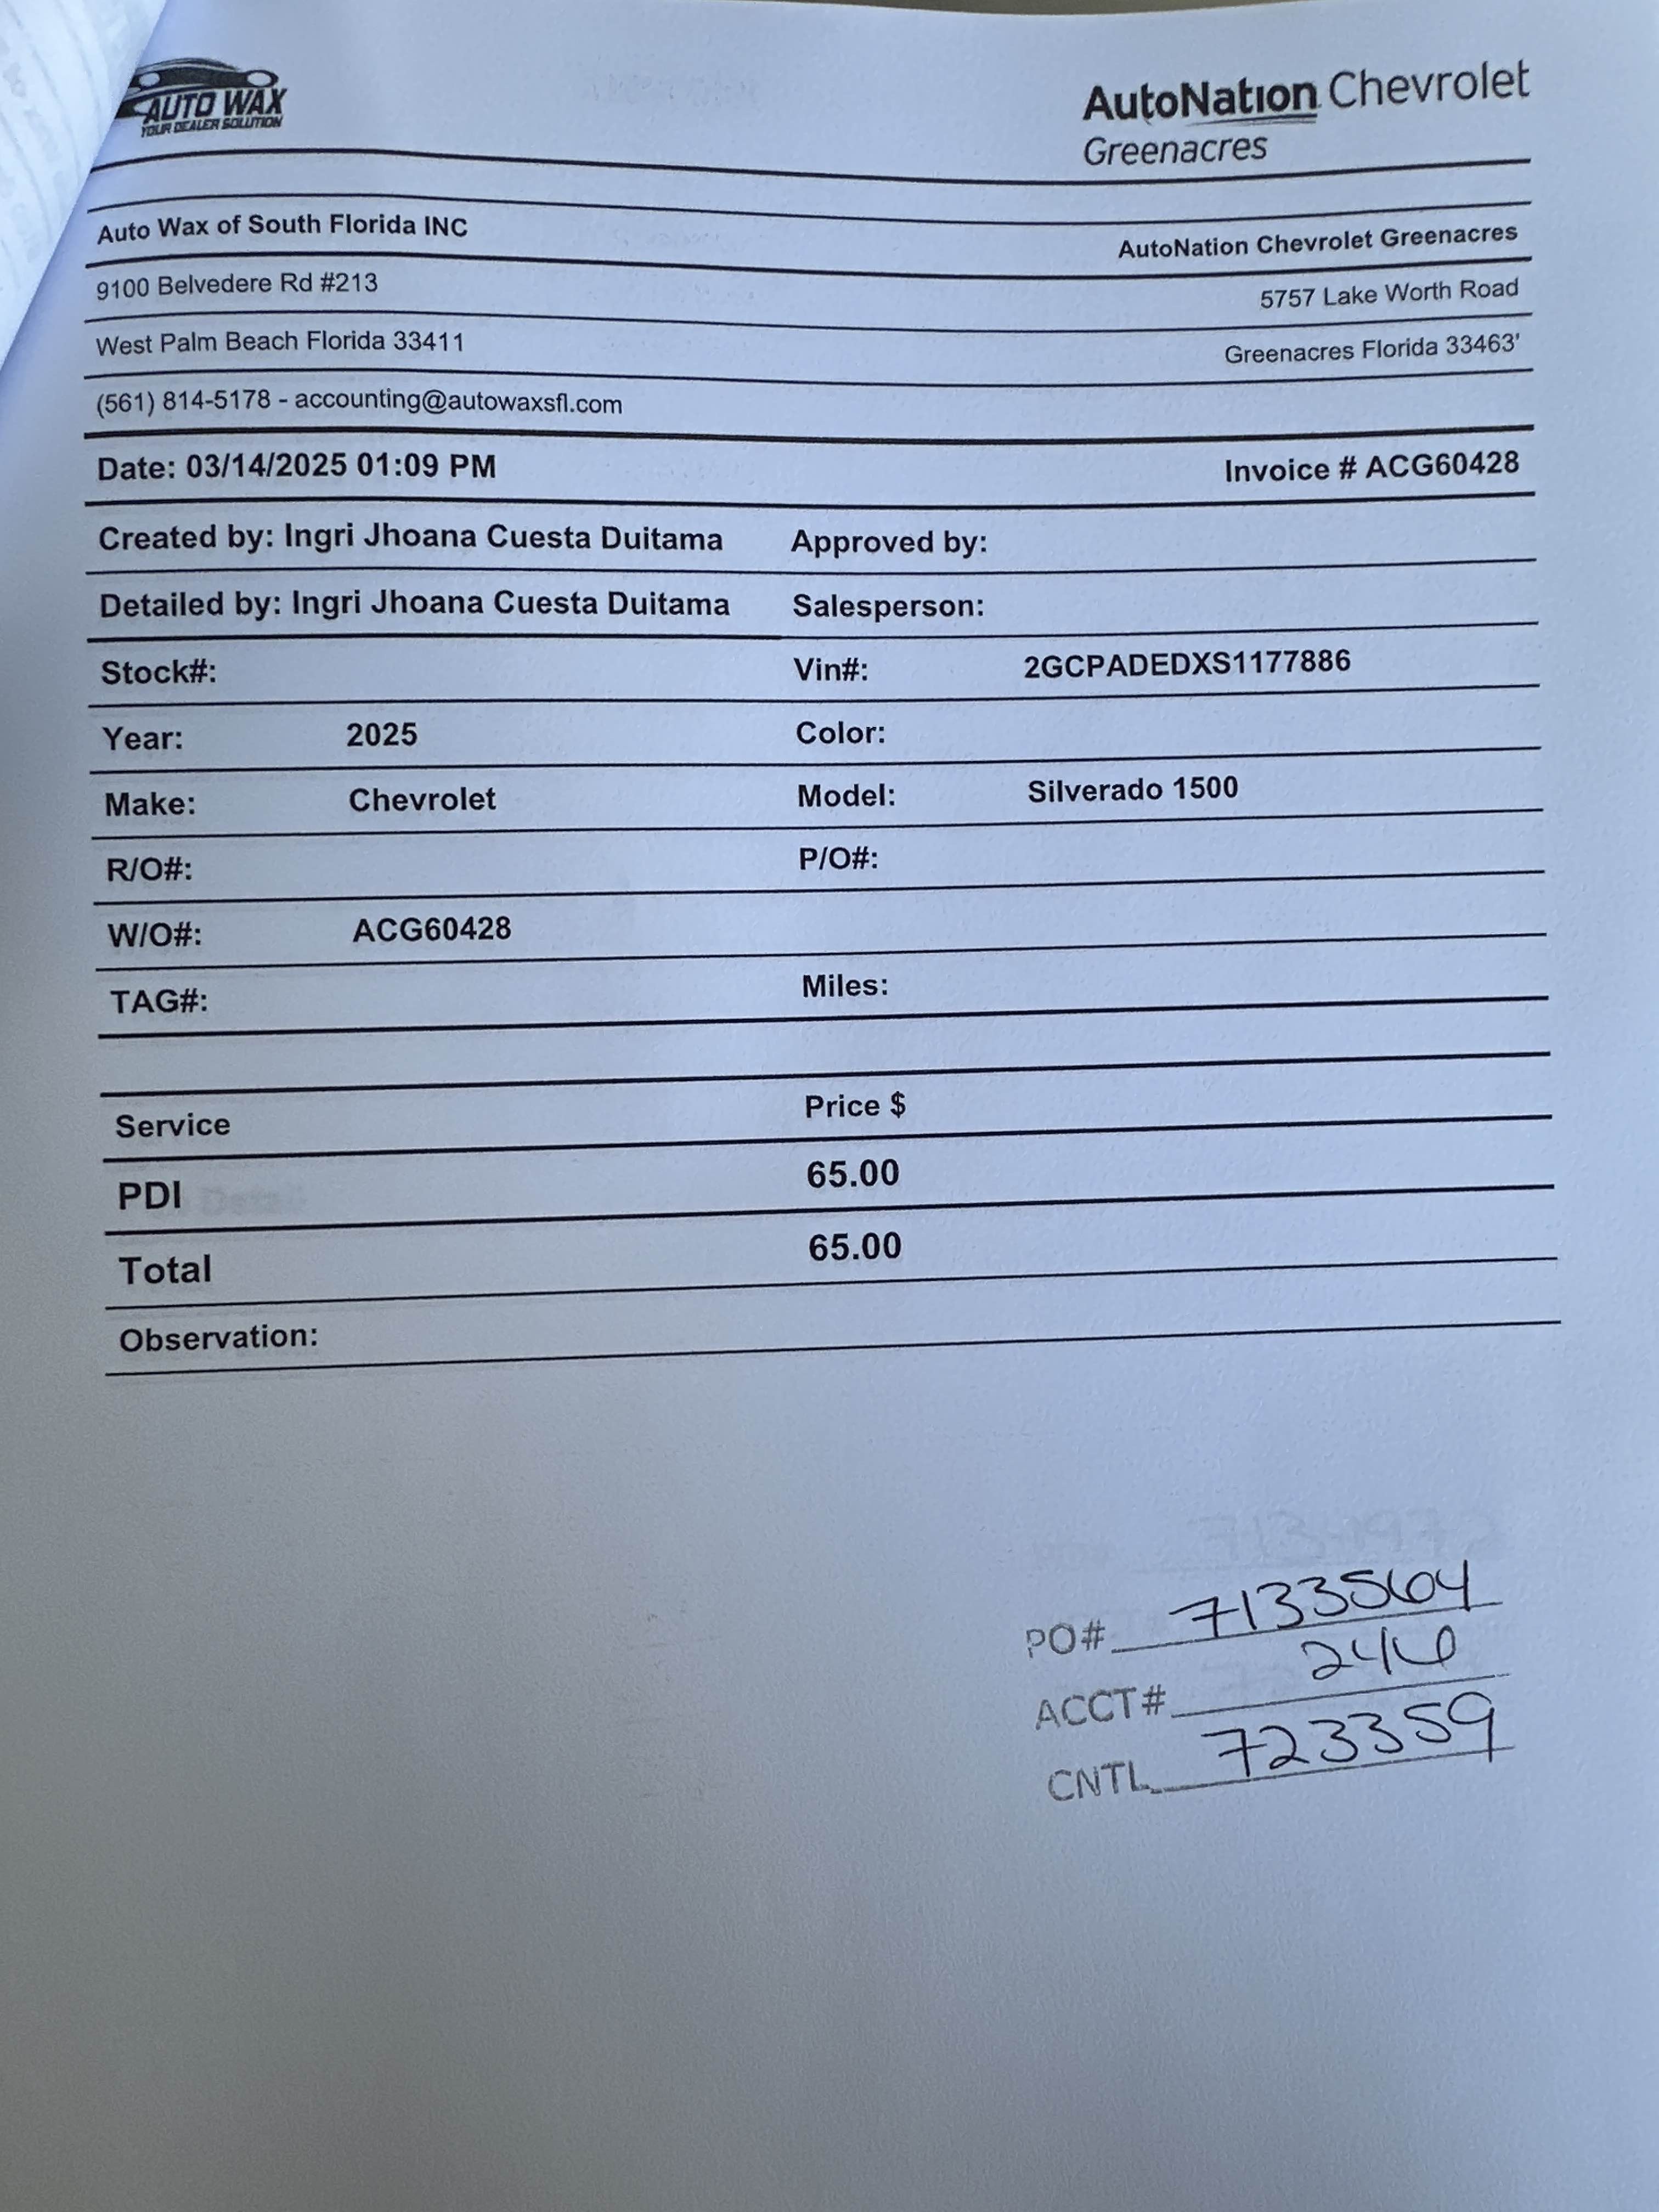 AUTO WAX
YOUR DEALER SOLUTION
AutoNation Chevrolet
Greenacres
Auto Wax of South Florida INC
AutoNation Chevrolet Greenacres
9100 Belvedere Rd #213
5757 Lake Worth Road
West Palm Beach Florida 33411
Greenacres Florida 33463'
(561) 814-5178 - accounting@autowaxsfl.com
Date: 03/14/2025 01:09 PM
Invoice # ACG60428
Created by: Ingri Jhoana Cuesta Duitama
Approved by:
Detailed by: Ingri Jhoana Cuesta Duitama
Salesperson:
Stock#:
Vin#: 2GCPADEDXS1177886
Year: 2025
Color:
Make: Chevrolet
Model: Silverado 1500
R/O#:
P/O#:
W/O#: ACG60428
TAG#:
Miles:
Service Price $
PDI 65.00
Total 65.00
Observation:
PO# 7133564
ACCT# 246
CNTL 723359